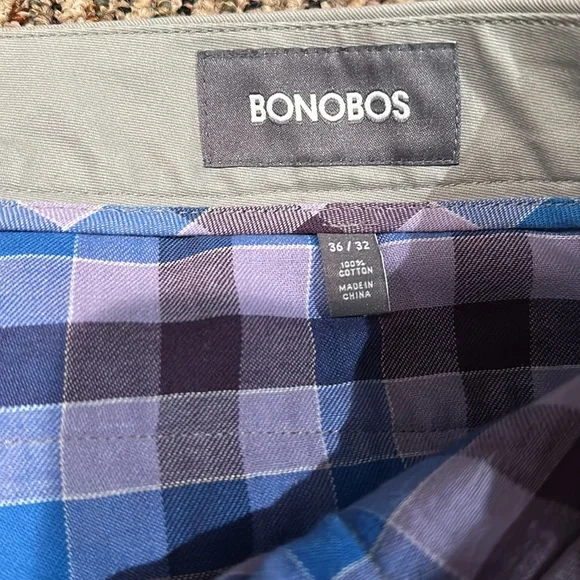 BONOBOS
36 / 32
100%
COTTON
MADE IN
CHINA